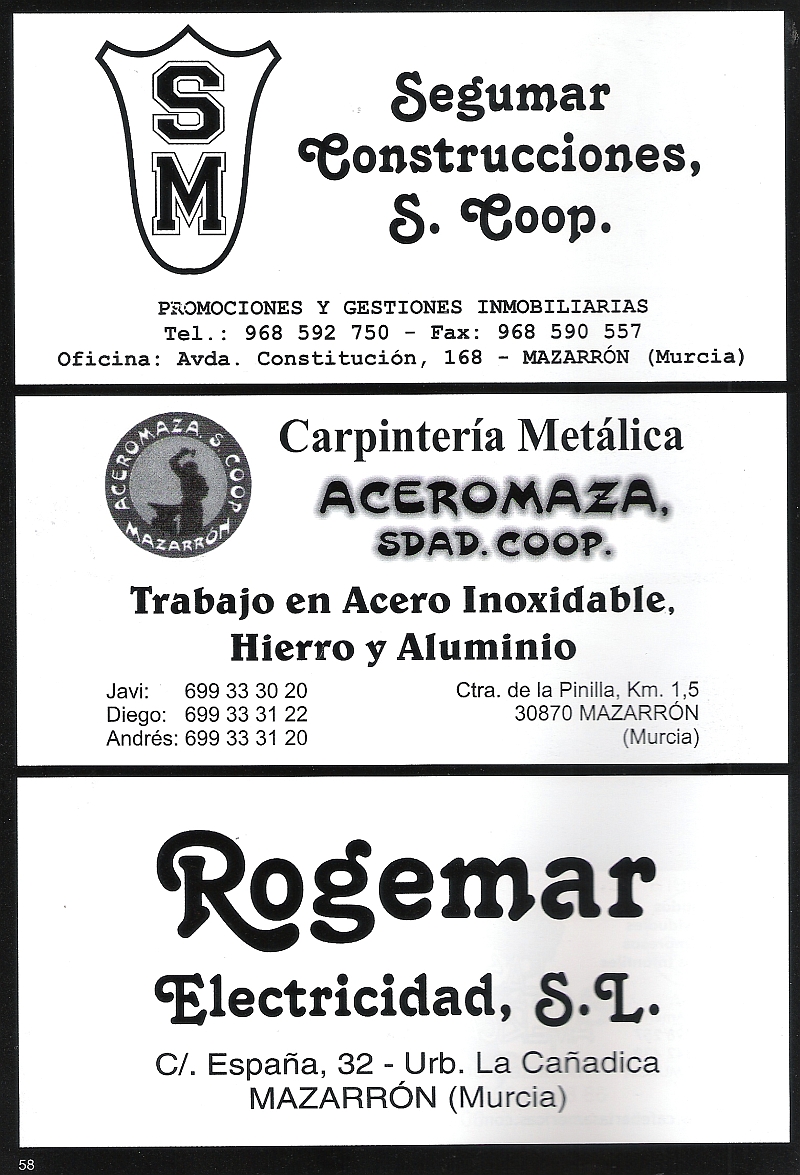 S
M
Segumar
Construcciones,
S. Coop.
PROMOCIONES Y GESTIONES INMOBILIARIAS
Tel.: 968 592 750 - Fax: 968 590 557
Oficina: Avda. Constitución, 168 - MAZARRÓN (Murcia)
ACEROMAZA. S. COOP
MAZARRÓN
Carpintería Metálica
ACEROMAZA,
SDAD. COOP.
Trabajo en Acero Inoxidable,
Hierro y Aluminio
Javi: 699 33 30 20
Diego: 699 33 31 22
Andrés: 699 33 31 20
Ctra. de la Pinilla, Km. 1,5
30870 MAZARRÓN
(Murcia)
Rogemar
Electricidad, S.L.
C/. España, 32 - Urb. La Cañadica
MAZARRÓN (Murcia)
58